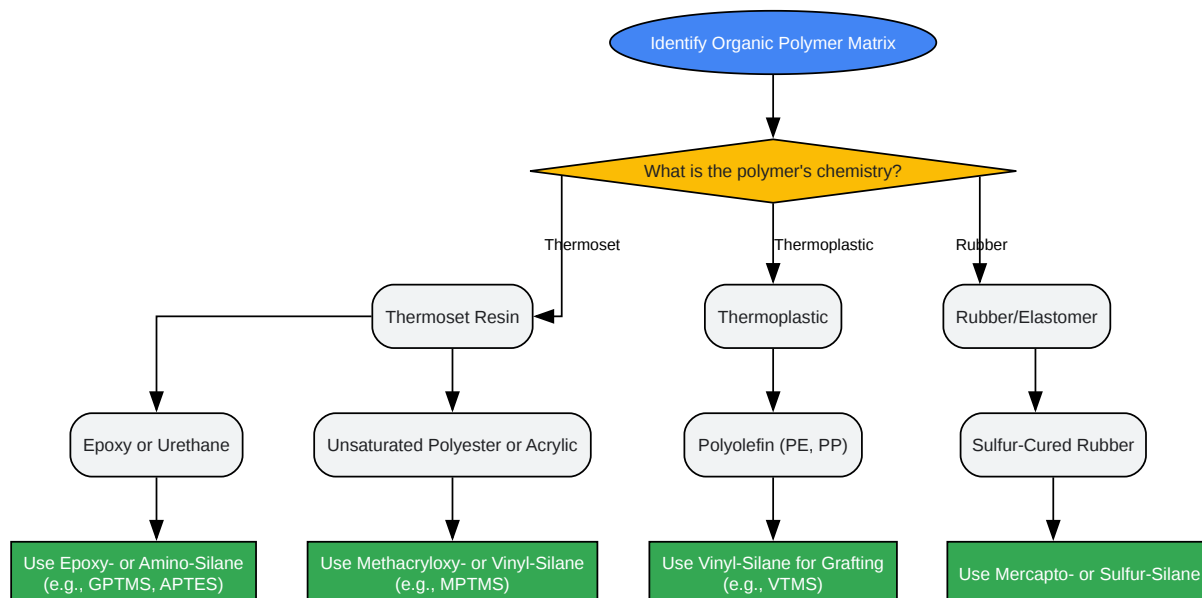 Identify Organic Polymer Matrix
What is the polymer's chemistry?
Thermoset
Thermoplastic
Rubber
Thermoset Resin
Thermoplastic
Rubber/Elastomer
Epoxy or Urethane
Unsaturated Polyester or Acrylic
Polyolefin (PE, PP)
Sulfur-Cured Rubber
Use Epoxy- or Amino-Silane
(e.g., GPTMS, APTES)
Use Methacryloxy- or Vinyl-Silane
(e.g., MPTMS)
Use Vinyl-Silane for Grafting
(e.g., VTMS)
Use Mercapto- or Sulfur-Silane